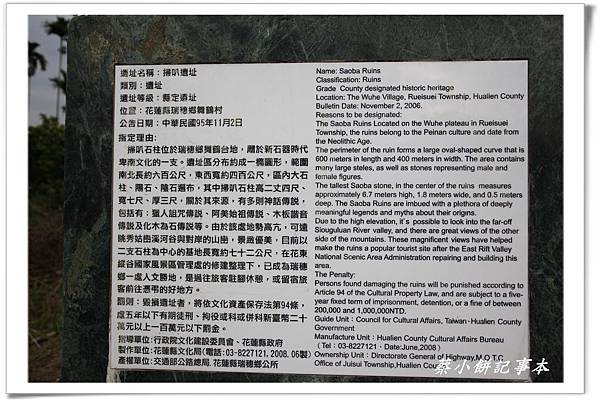 遺址名稱：掃叭遺址
類別：遺址
遺址等級：縣定遺址
位置：花蓮縣瑞穗鄉舞鶴村
公告日期：中華民國95年11月2日
指定理由：
掃叭石柱位於瑞穗鄉舞鶴台地，屬於新石器時代
卑南文化的一支。遺址區分布約成一橢圓形，範圍
南北長約六百公尺，東西寬約四百公尺，區內大石
柱、陽石、陰石遍布，其中掃叭石柱高二丈四尺、
寬七尺、厚三尺，關於其來源，有多則神話傳說，
包括有：獵人詛咒傳說、阿美始祖傳說、木板諧音
傳說及化木為石傳說等。由於該處地勢高亢，可遠
眺秀姑巒溪河谷與對岸的山巒，景緻優美，目前以
二支石柱為中心的基地長寬約七十二公尺，在花東
縱谷國家風景區管理處的修建整理下，已成為瑞穗
鄉一處人文勝地，是過往旅客駐腳休憩，或留宿旅
客前往憑弔的好地方。
罰則：毀損遺址者，將依文化資產保存法第94條，
處五年以下有期徒刑、拘役或科或併科新臺幣二十
萬元以上一百萬元以下罰金。
指導單位：行政院文化建設委員會、花蓮縣政府
製作單位：花蓮縣文化局(電話：03-8227121, 2008, 06製)
產權單位：交通部公路總局、花蓮縣瑞穗鄉公所
Name: Saoba Ruins
Classification: Ruins
Grade County designated historic heritage
Location: The Wuhe Village, Rueisuei Township, Hualien County
Bulletin Date: November 2, 2006.
Reasons to be designated:
The Saoba Ruins Located on the Wuhe plateau in Rueisuei
Township, the ruins belong to the Peinan culture and date from
the Neolithic Age.
The perimeter of the ruin forms a large oval-shaped curve that is
600 meters in length and 400 meters in width. The area contains
many large steles, as well as stones representing male and
female figures.
The tallest Saoba stone, in the center of the ruins measures
approximately 6.7 meters high, 1.8 meters wide, and 0.5 meters
deep. The Saoba Ruins are imbued with a plethora of deeply
meaningful legends and myths about their origins.
Due to the high elevation, it's possible to look into the far-off
Siouguluan River valley, and there are great views of the other
side of the mountains. These magnificent views have helped
make the ruins a popular tourist site after the East Rift Valley
National Scenic Area Administration repairing and building this
area.
The Penalty:
Persons found damaging the ruins will be punished according to
Article 94 of the Cultural Property Law, and are subject to a five-
year fixed term of imprisonment, detention, or a fine of between
200,000 and 1,000,000NTD.
Guide Unit：Council for Cultural Affairs, Taiwan、Hualien County
Government
Manufacture Unit：Hualien County Cultural Affairs Bureau
（Tel：03-8227121．Date:June,2008）
Ownership Unit：Directorate General of Highway,M.O.T.C
Office of Juisui Township,Hualien
蔡小餅記事本